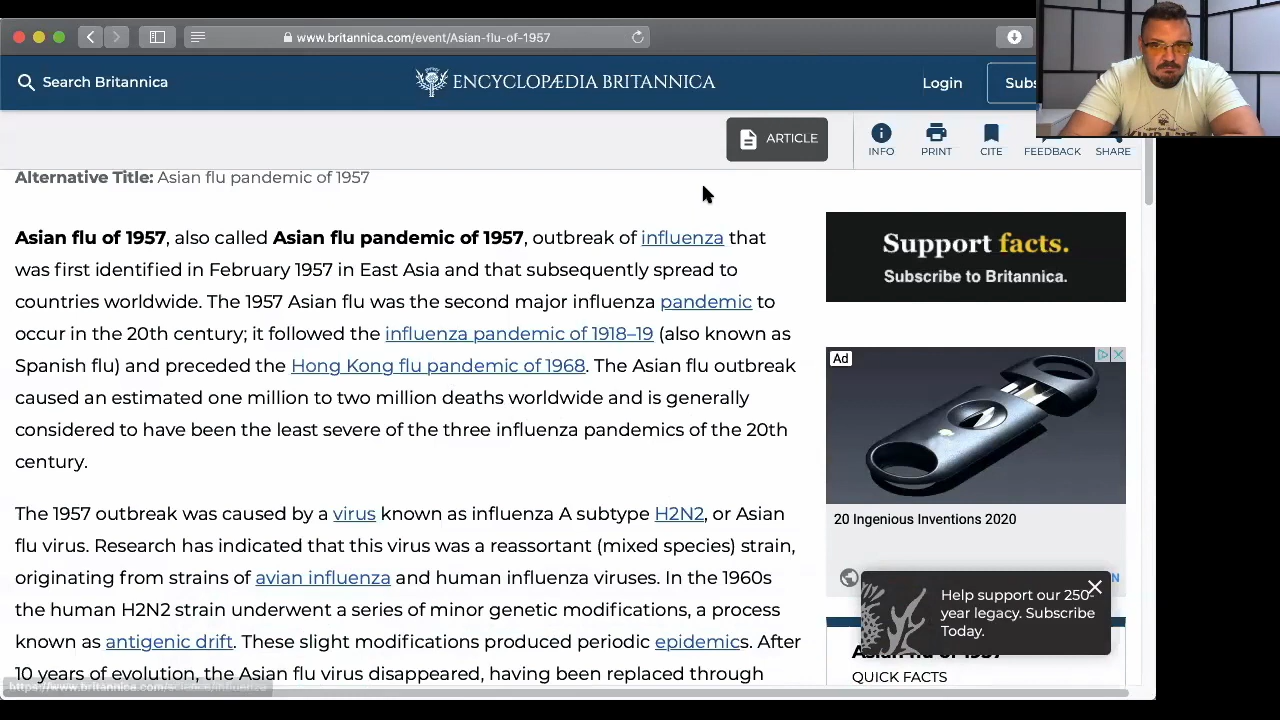 www.britannica.com/event/Asian-flu-of-1957
Search Britannica
ENCYCLOPÆDIA BRITANNICA
Login
Subs
ARTICLE
INFO
PRINT
CITE
FEEDBACK
SHARE
Alternative Title: Asian flu pandemic of 1957
Asian flu of 1957, also called Asian flu pandemic of 1957, outbreak of influenza that
was first identified in February 1957 in East Asia and that subsequently spread to
countries worldwide. The 1957 Asian flu was the second major influenza pandemic to
occur in the 20th century; it followed the influenza pandemic of 1918–19 (also known as
Spanish flu) and preceded the Hong Kong flu pandemic of 1968. The Asian flu outbreak
caused an estimated one million to two million deaths worldwide and is generally
considered to have been the least severe of the three influenza pandemics of the 20th
century.
The 1957 outbreak was caused by a virus known as influenza A subtype H2N2, or Asian
flu virus. Research has indicated that this virus was a reassortant (mixed species) strain,
originating from strains of avian influenza and human influenza viruses. In the 1960s
the human H2N2 strain underwent a series of minor genetic modifications, a process
known as antigenic drift. These slight modifications produced periodic epidemics. After
10 years of evolution, the Asian flu virus disappeared, having been replaced through
https://www.britannica.com/science/influenza
Support facts.
Subscribe to Britannica.
Ad
20 Ingenious Inventions 2020
N
Help support our 250-
year legacy. Subscribe
Today.
Asian flu of 1957
QUICK FACTS